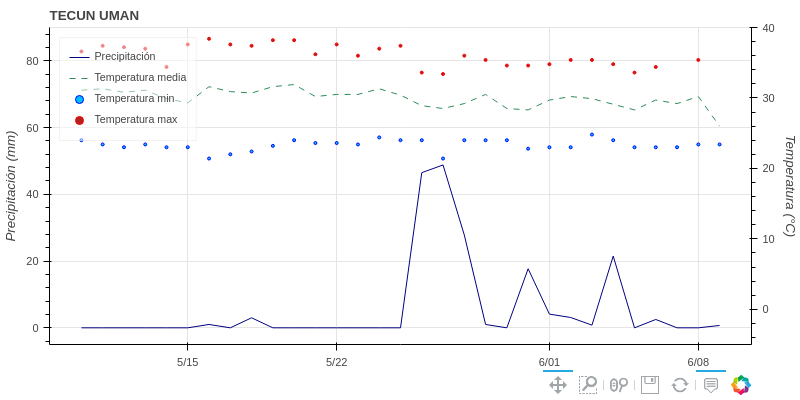 TECUN UMAN
Precipitación
Temperatura media
Temperatura min
Temperatura max
Precipitación (mm)
80
60
40
20
0
40
30
20
10
0
Temperatura (°C)
5/15
5/22
6/01
6/08